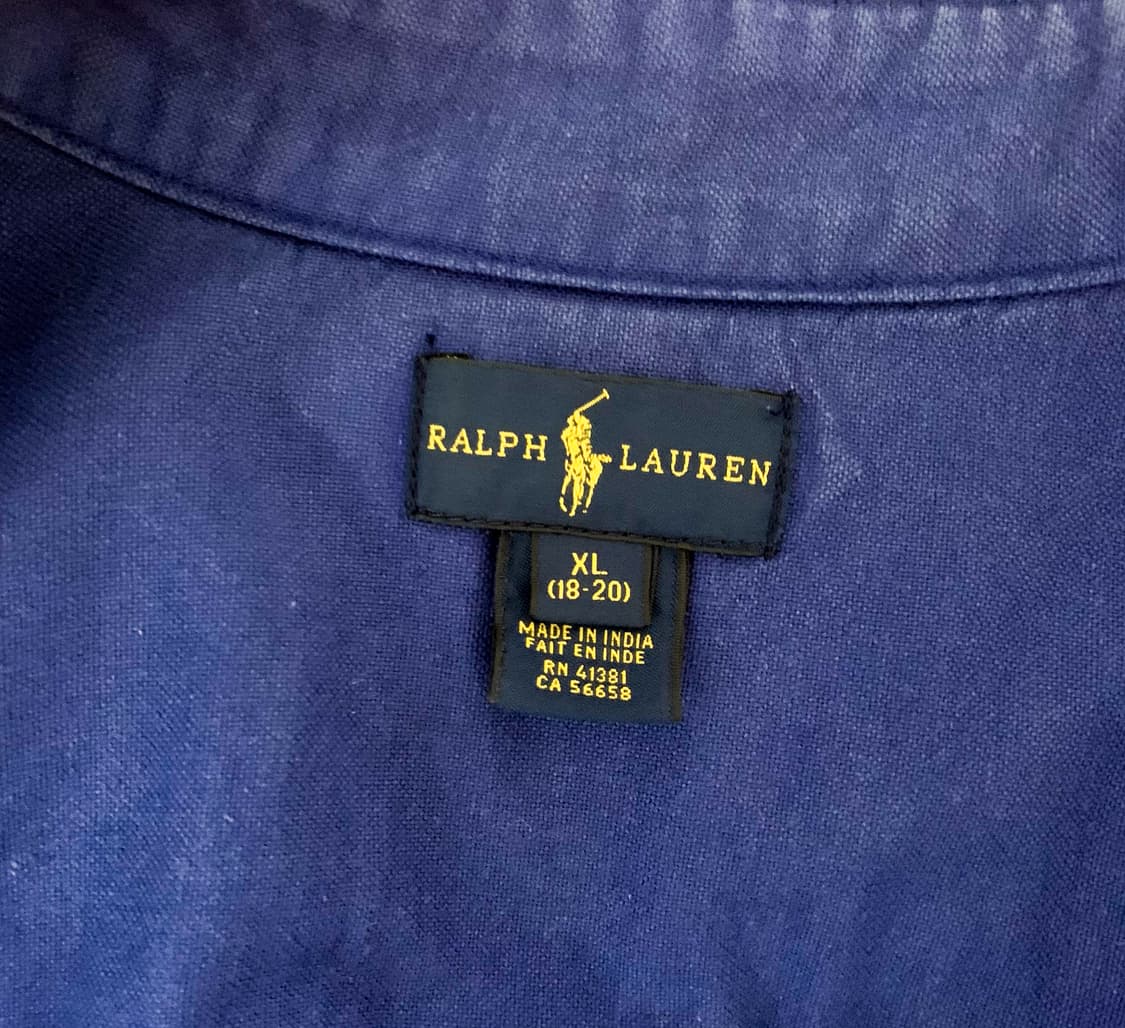 RALPH LAUREN
XL
(18-20)
MADE IN INDIA
FAIT EN INDE
RN 41381
CA 56658